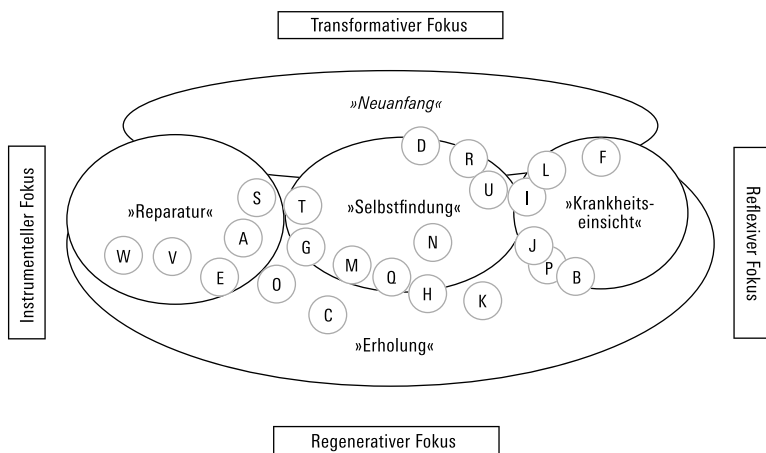 Transformativer Fokus
»Neuanfang«
Instrumenteller Fokus
Reflexiver Fokus
D
R
L
F
S
T
U
I
»Reparatur«
»Selbstfindung«
»Krankheits-
einsicht«
A
G
N
J
W
V
E
O
M
Q
H
K
P
B
C
»Erholung«
Regenerativer Fokus